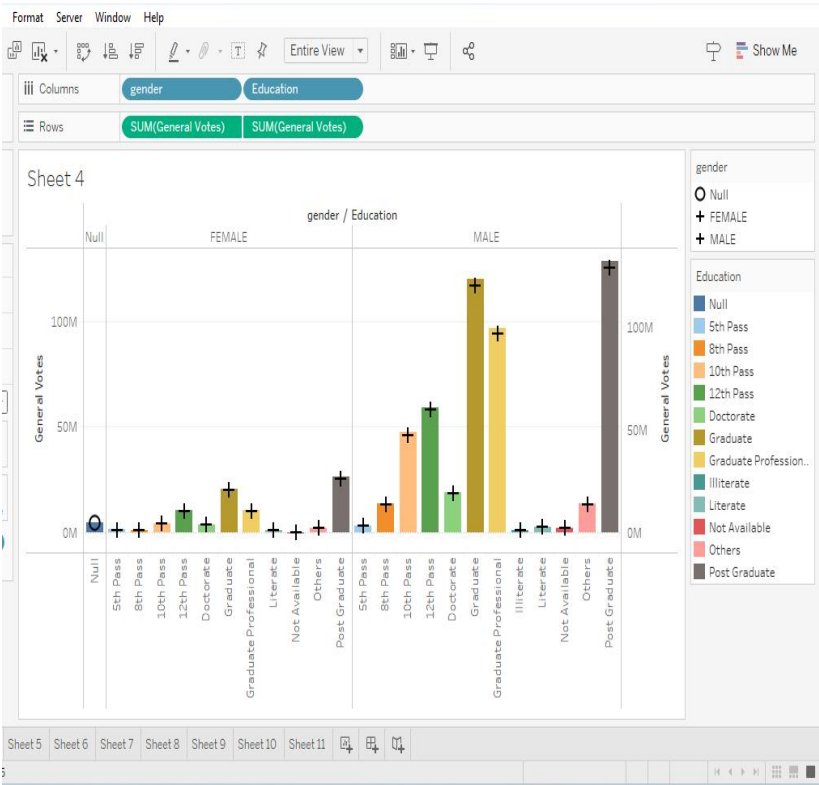 Format Server Window Help
Entire View
Show Me
Columns gender Education
Rows SUM(General Votes) SUM(General Votes)
Sheet 4
gender / Education
Null FEMALE MALE
General Votes
100M
50M
0M
100M
50M
0M
General Votes
Null
5th Pass
8th Pass
10th Pass
12th Pass
Doctorate
Graduate
Graduate Professional
Literate
Not Available
Others
Post Graduate
5th Pass
8th Pass
10th Pass
12th Pass
Doctorate
Graduate
Graduate Professional
Illiterate
Literate
Not Available
Others
Post Graduate
gender
Null
FEMALE
MALE
Education
Null
5th Pass
8th Pass
10th Pass
12th Pass
Doctorate
Graduate
Graduate Profession..
Illiterate
Literate
Not Available
Others
Post Graduate
Sheet 5 Sheet 6 Sheet 7 Sheet 8 Sheet 9 Sheet 10 Sheet 11